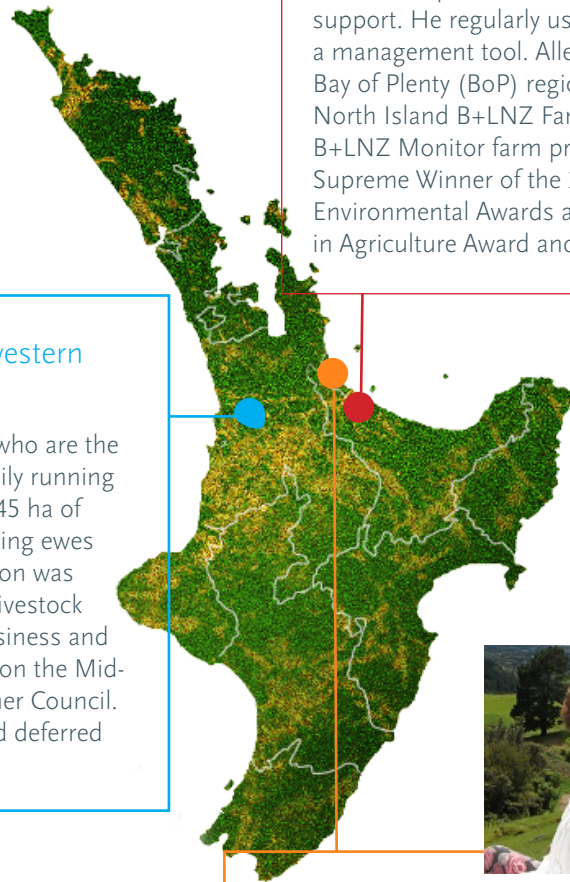 support. He regularly us
a management tool. Alle
Bay of Plenty (BoP) regio
North Island B+LNZ Far
B+LNZ Monitor farm pr
Supreme Winner of the
Environmental Awards a
in Agriculture Award and
western
who are the
ily running
45 ha of
ing ewes
on was
ivestock
siness and
on the Mid-
er Council.
d deferred